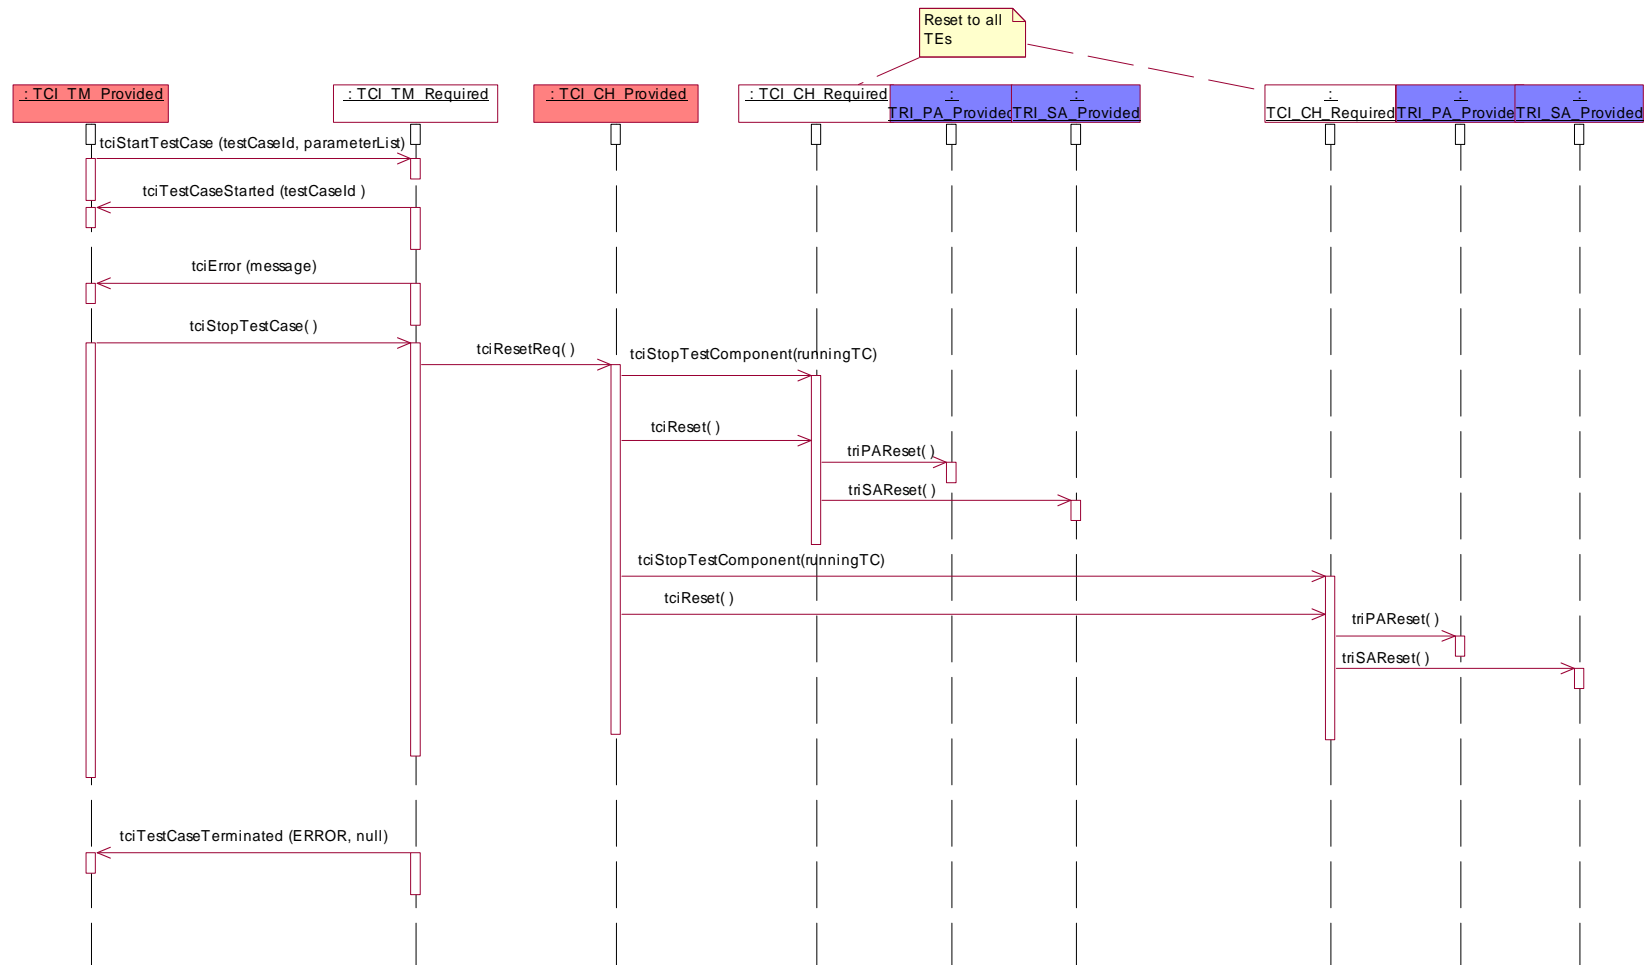 Reset to all
TEs
: TCI_TM_Provided
: TCI_TM_Required
: TCI_CH_Provided
: TCI_CH_Required
:
TRI_PA_Provided
:
TRI_SA_Provided
:
TCI_CH_Required
:
TRI_PA_Provide
:
TRI_SA_Provided
tciStartTestCase (testCaseId, parameterList)
tciTestCaseStarted (testCaseId )
tciError (message)
tciStopTestCase( )
tciResetReq( )
tciStopTestComponent(runningTC)
tciReset( )
triPAReset( )
triSAReset( )
tciStopTestComponent(runningTC)
tciReset( )
triPAReset( )
triSAReset( )
tciTestCaseTerminated (ERROR, null)